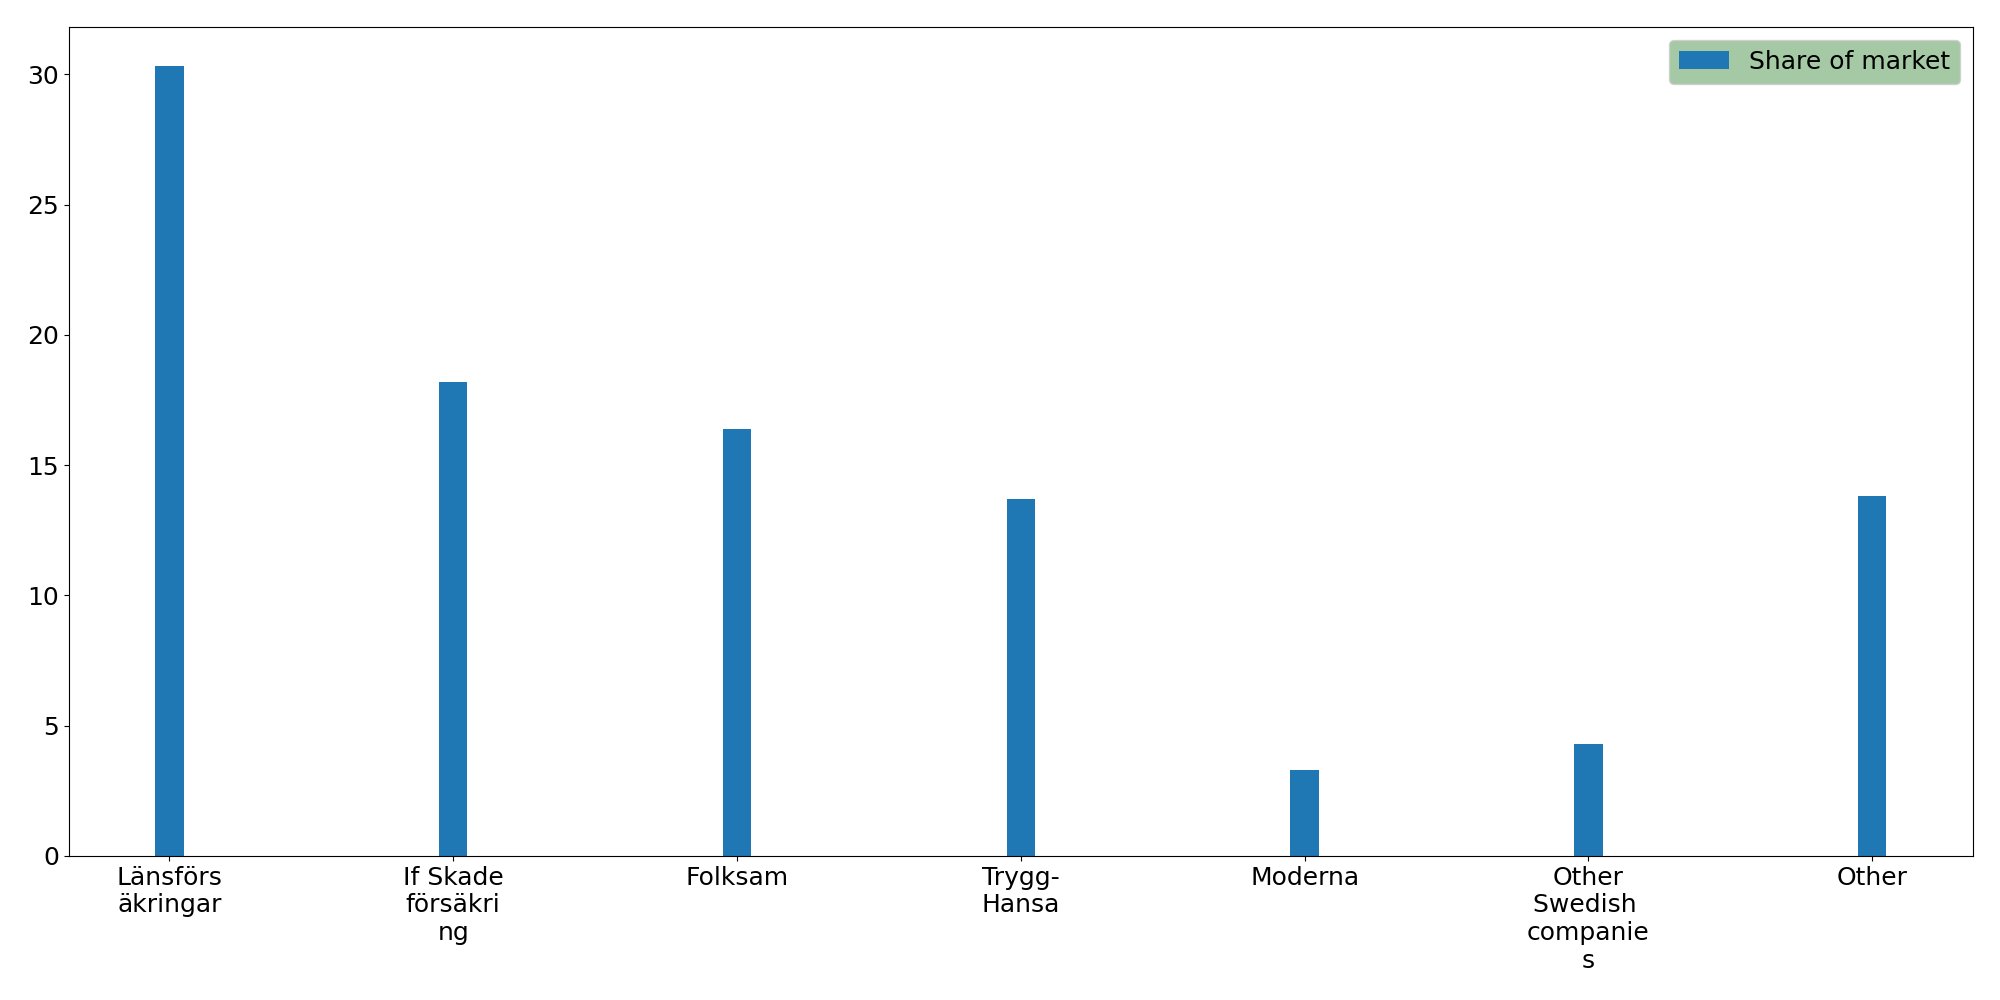 Share of market
30
25
20
15
10
5
0
Länsförs
äkringar
If Skade
försäkri
ng
Folksam
Trygg-
Hansa
Moderna
Other
Swedish
companie
s
Other